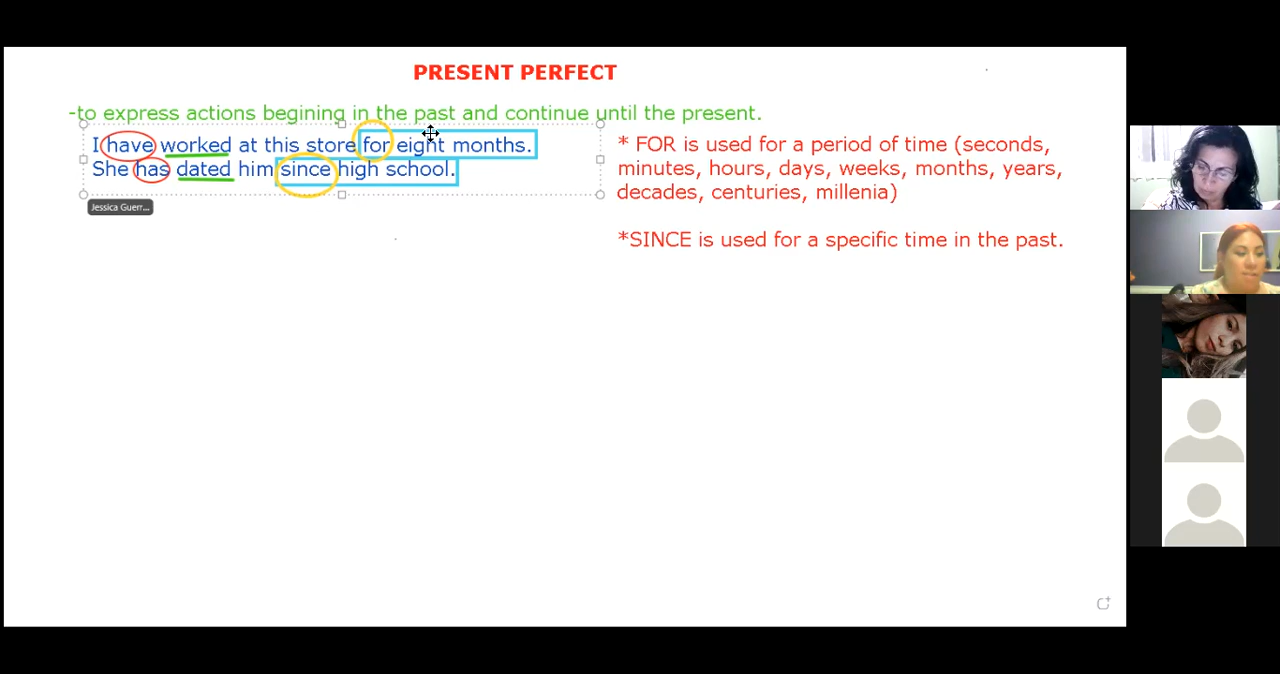 PRESENT PERFECT
-to express actions begining in the past and continue until the present.
I have worked at this store for eight months.
She has dated him since high school.
Jessica Guerr...
* FOR is used for a period of time (seconds,
minutes, hours, days, weeks, months, years,
decades, centuries, millenia)
*SINCE is used for a specific time in the past.